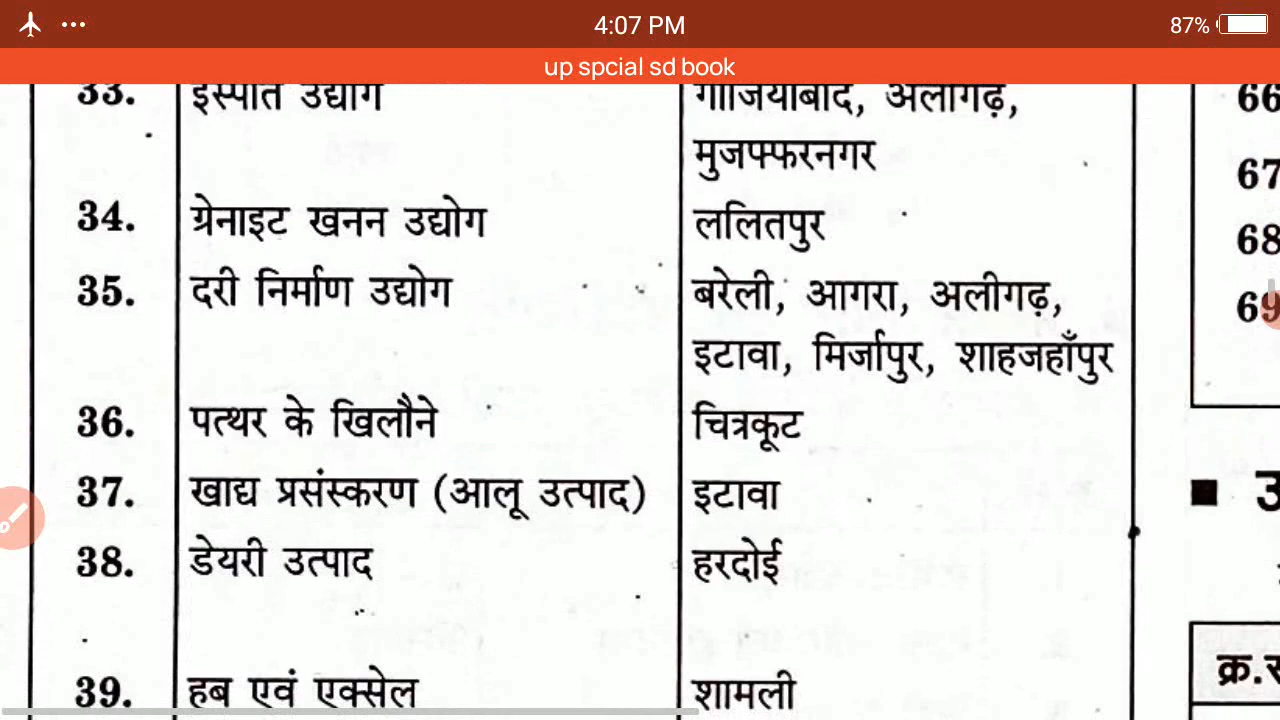 4:07 PM
87%
up spcial sd book
33. इस्पात उद्योग गाजियाबाद, अलीगढ़,
मुजफ्फरनगर
34. ग्रेनाइट खनन उद्योग ललितपुर
35. दरी निर्माण उद्योग बरेली, आगरा, अलीगढ़,
इटावा, मिर्जापुर, शाहजहाँपुर
36. पत्थर के खिलौने चित्रकूट
37. खाद्य प्रसंस्करण (आलू उत्पाद) इटावा
38. डेयरी उत्पाद हरदोई
39. हब एवं एक्सेल शामली
66
67
68
69